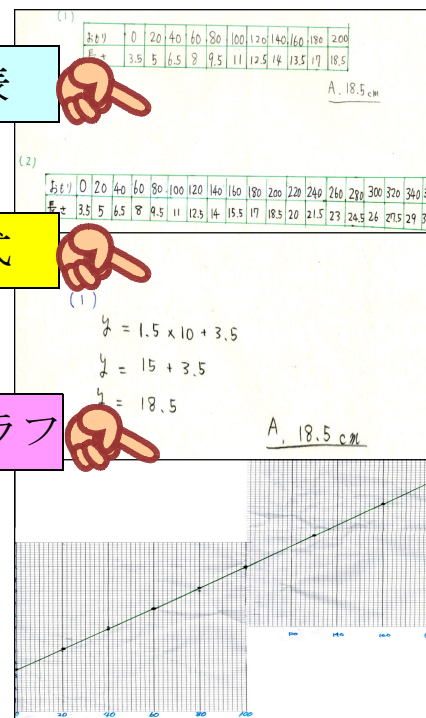 (1)
おもり 0 20 40 60 80 100 120 140 160 180 200
長さ 3.5 5 6.5 8 9.5 11 12.5 14 13.5 17 18.5
A. 18.5cm
表
(2)
おもり 0 20 40 60 80 100 120 140 160 180 200 220 240 260 280 300 320 340
長さ 3.5 5 6.5 8 9.5 11 12.5 14 15.5 17 18.5 20 21.5 23 24.5 26 27.5 29
式
(1)
y = 1.5 × 10 + 3.5
y = 15 + 3.5
y = 18.5
A. 18.5 cm
ラフ
0 20 40 60 80 100
120 140 160